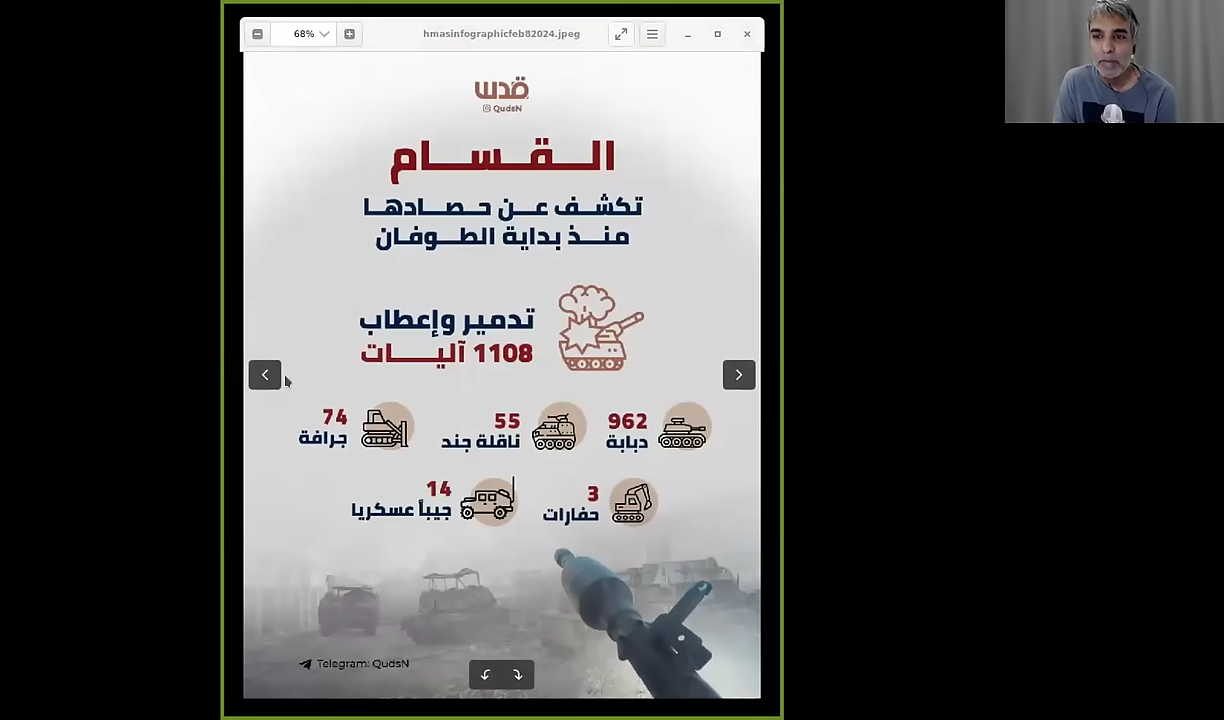 68%
hmasinfographicfeb82024.jpeg
قدس
QudsN
القسام
تكشف عن حصادها
منذ بداية الطوفان
تدمير وإعطاب
1108 آليات
962
دبابة
55
ناقلة جند
74
جرافة
3
حفارات
14
جيباً عسكريا
Telegram: QudsN